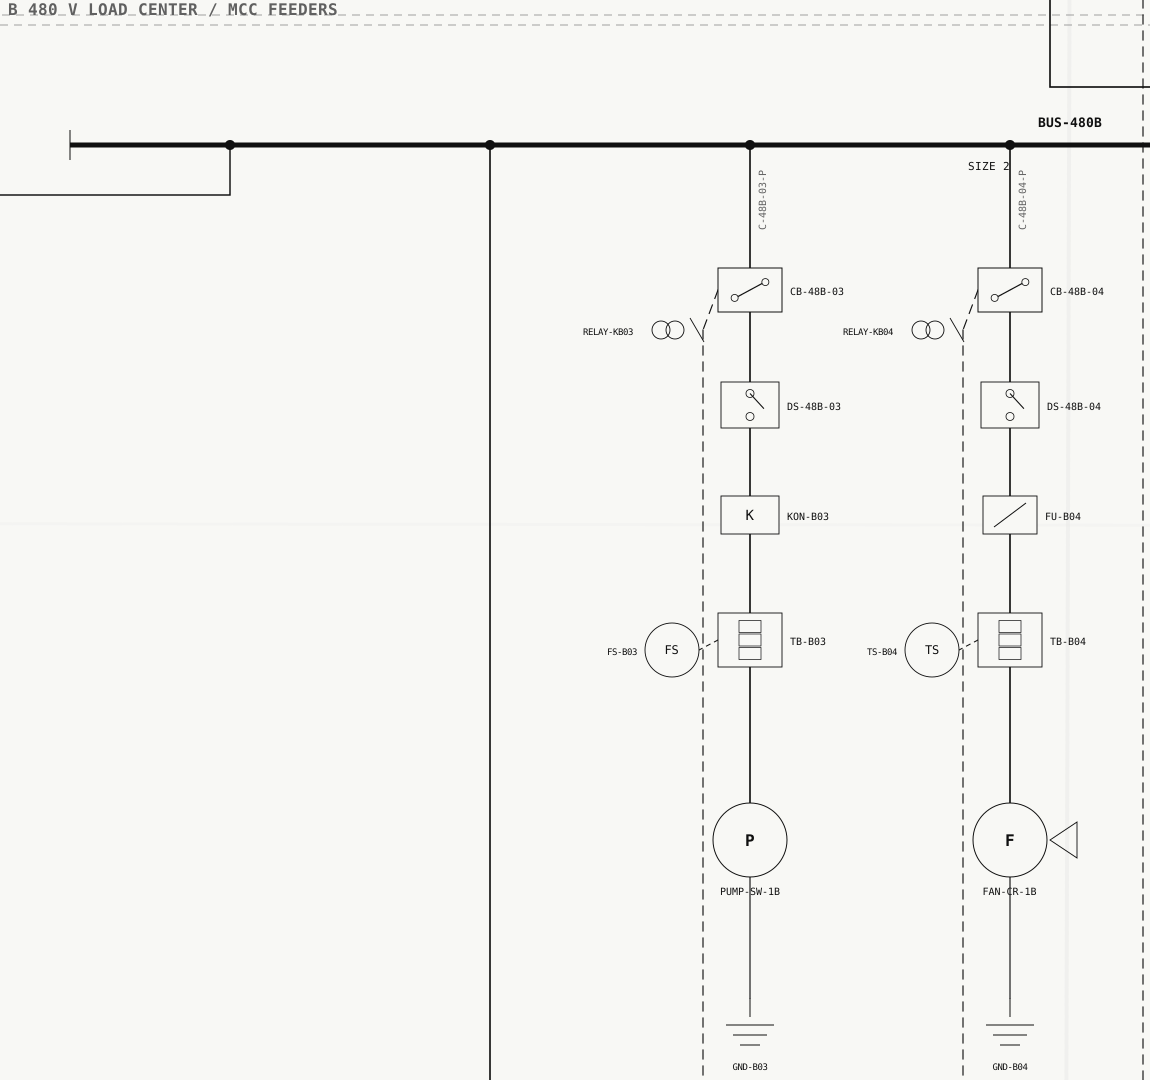 B 480 V LOAD CENTER / MCC FEEDERS
BUS-480B
SIZE 2
C-48B-03-P
C-48B-04-P
CB-48B-03
CB-48B-04
RELAY-KB03
RELAY-KB04
DS-48B-03
DS-48B-04
K
KON-B03
FU-B04
FS-B03
FS
TB-B03
TS-B04
TS
TB-B04
P
F
PUMP-SW-1B
FAN-CR-1B
GND-B03
GND-B04